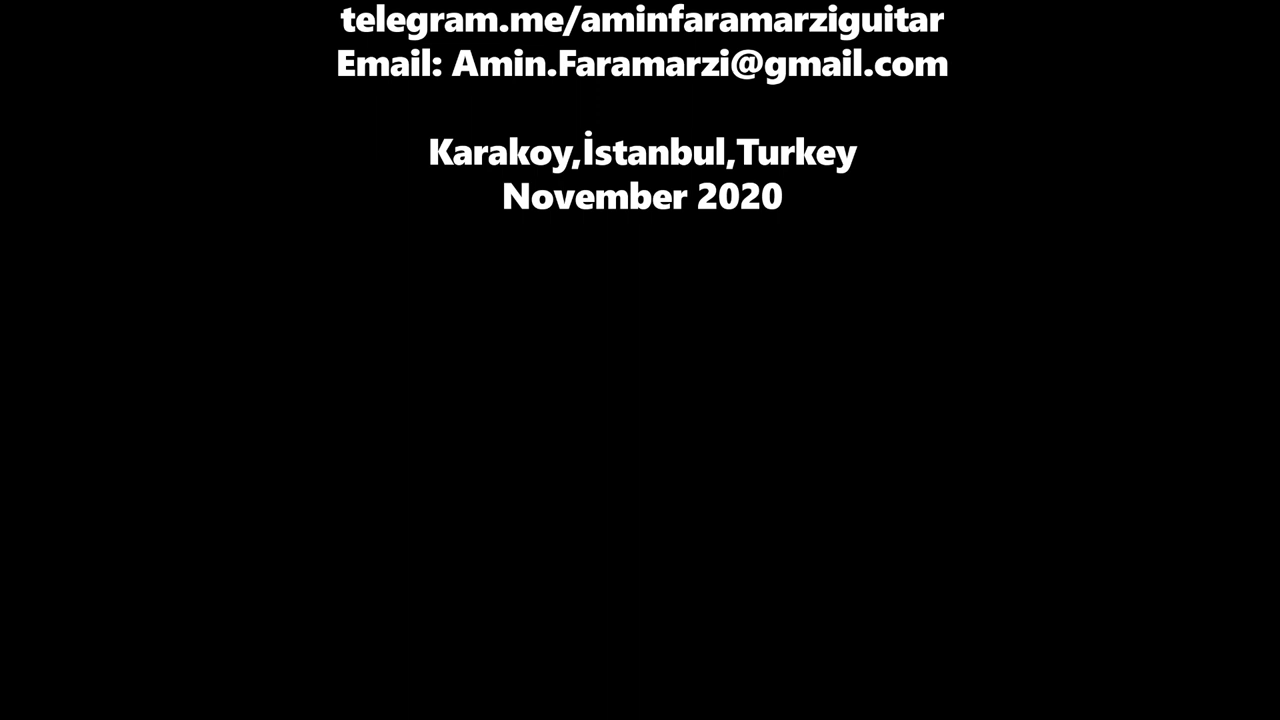 telegram.me/aminfaramarziguitar
Email: Amin.Faramarzi@gmail.com
Karakoy,İstanbul,Turkey
November 2020